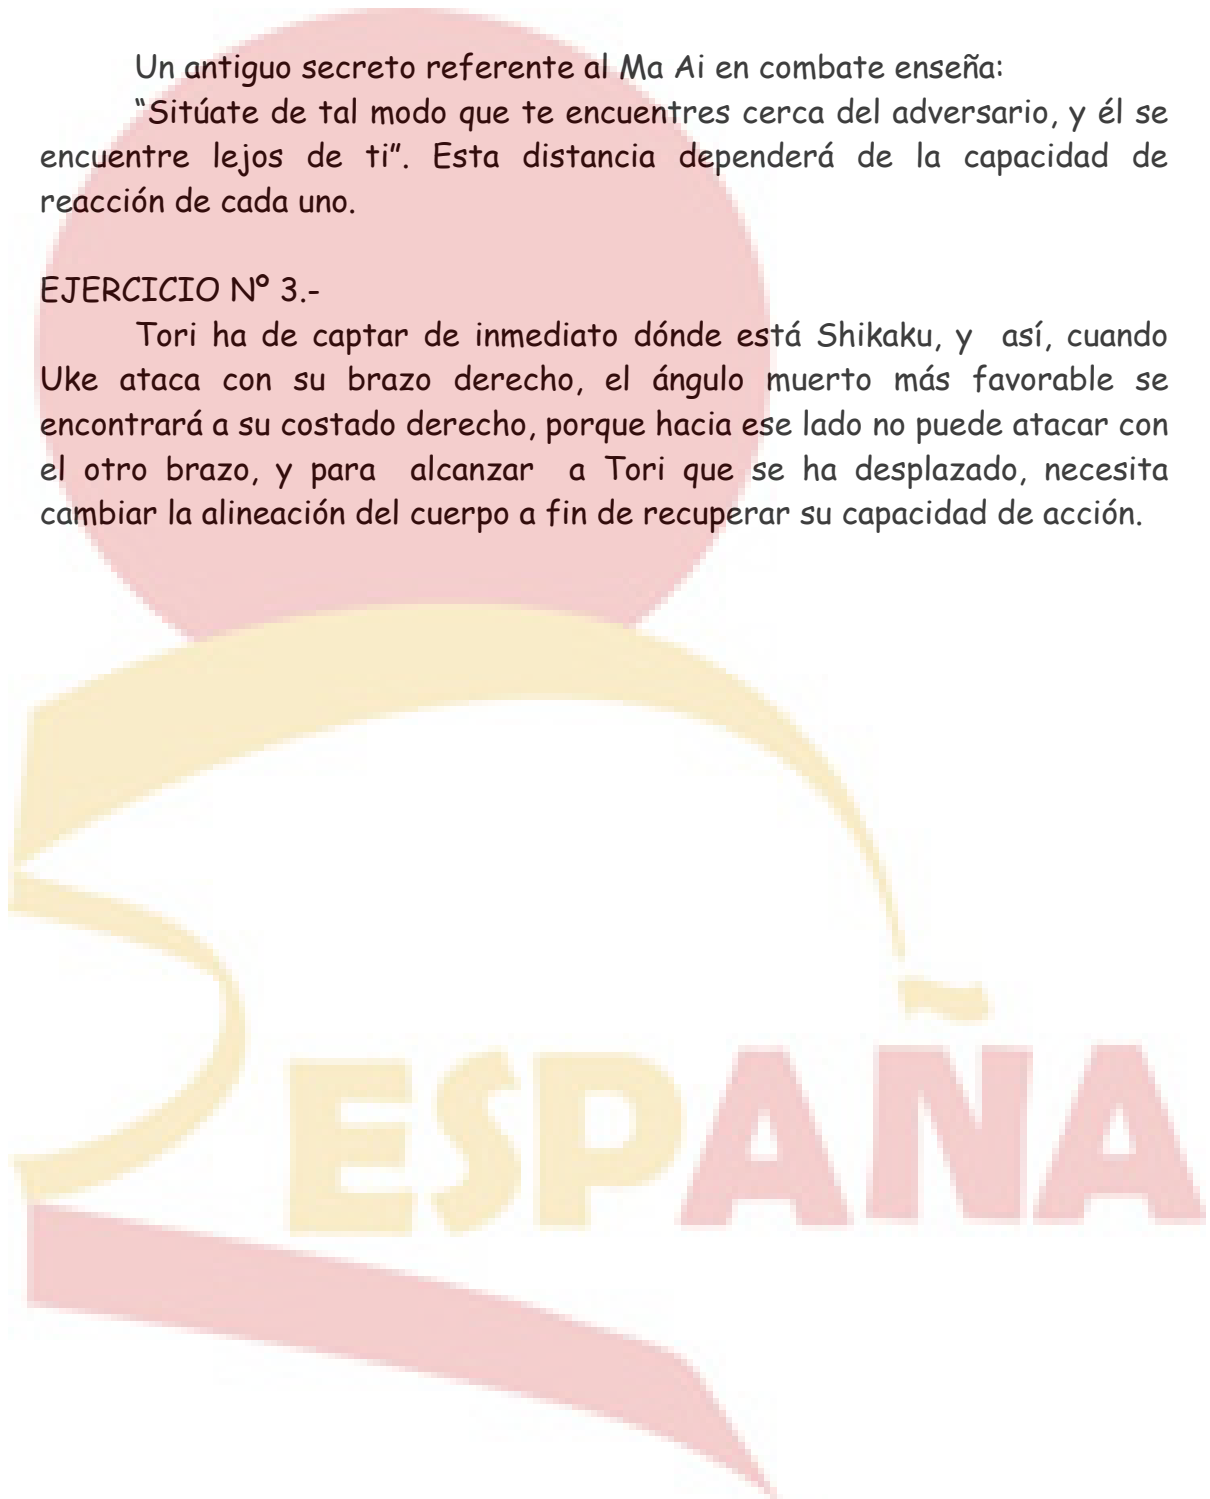 Un antiguo secreto referente al Ma Ai en combate enseña:
“Sitúate de tal modo que te encuentres cerca del adversario, y él se
encuentre lejos de ti”. Esta distancia dependerá de la capacidad de
reacción de cada uno.
EJERCICIO Nº 3.-
Tori ha de captar de inmediato dónde está Shikaku, y así, cuando
Uke ataca con su brazo derecho, el ángulo muerto más favorable se
encontrará a su costado derecho, porque hacia ese lado no puede atacar con
el otro brazo, y para alcanzar a Tori que se ha desplazado, necesita
cambiar la alineación del cuerpo a fin de recuperar su capacidad de acción.
ESPAÑA